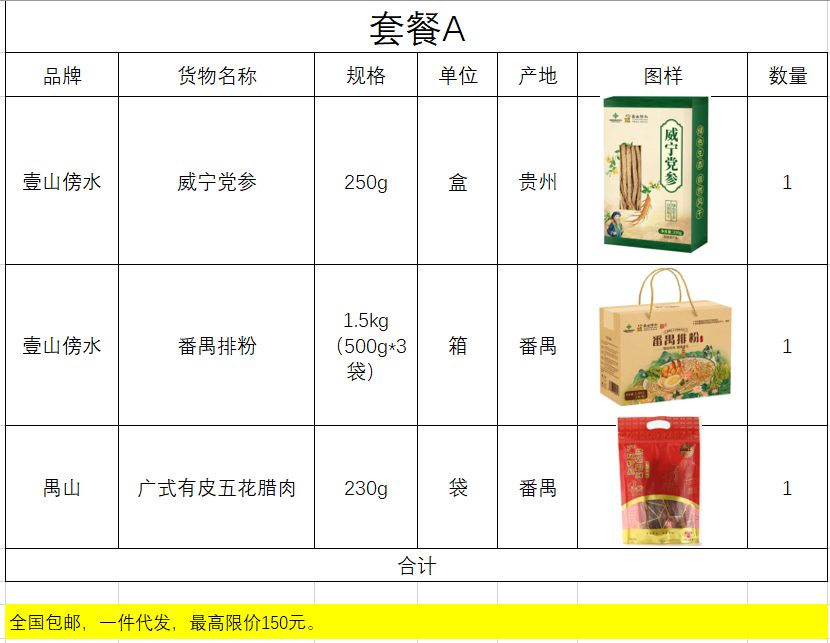 套餐A
品牌 货物名称 规格 单位 产地 图样 数量
壹山傍水 威宁党参 250g 盒 贵州 1
威宁党参
壹山傍水 番禺排粉 1.5kg
（500g*3
袋） 箱 番禺 1
番禺排粉
禺山 广式有皮五花腊肉 230g 袋 番禺 1
合计
全国包邮，一件代发，最高限价150元。